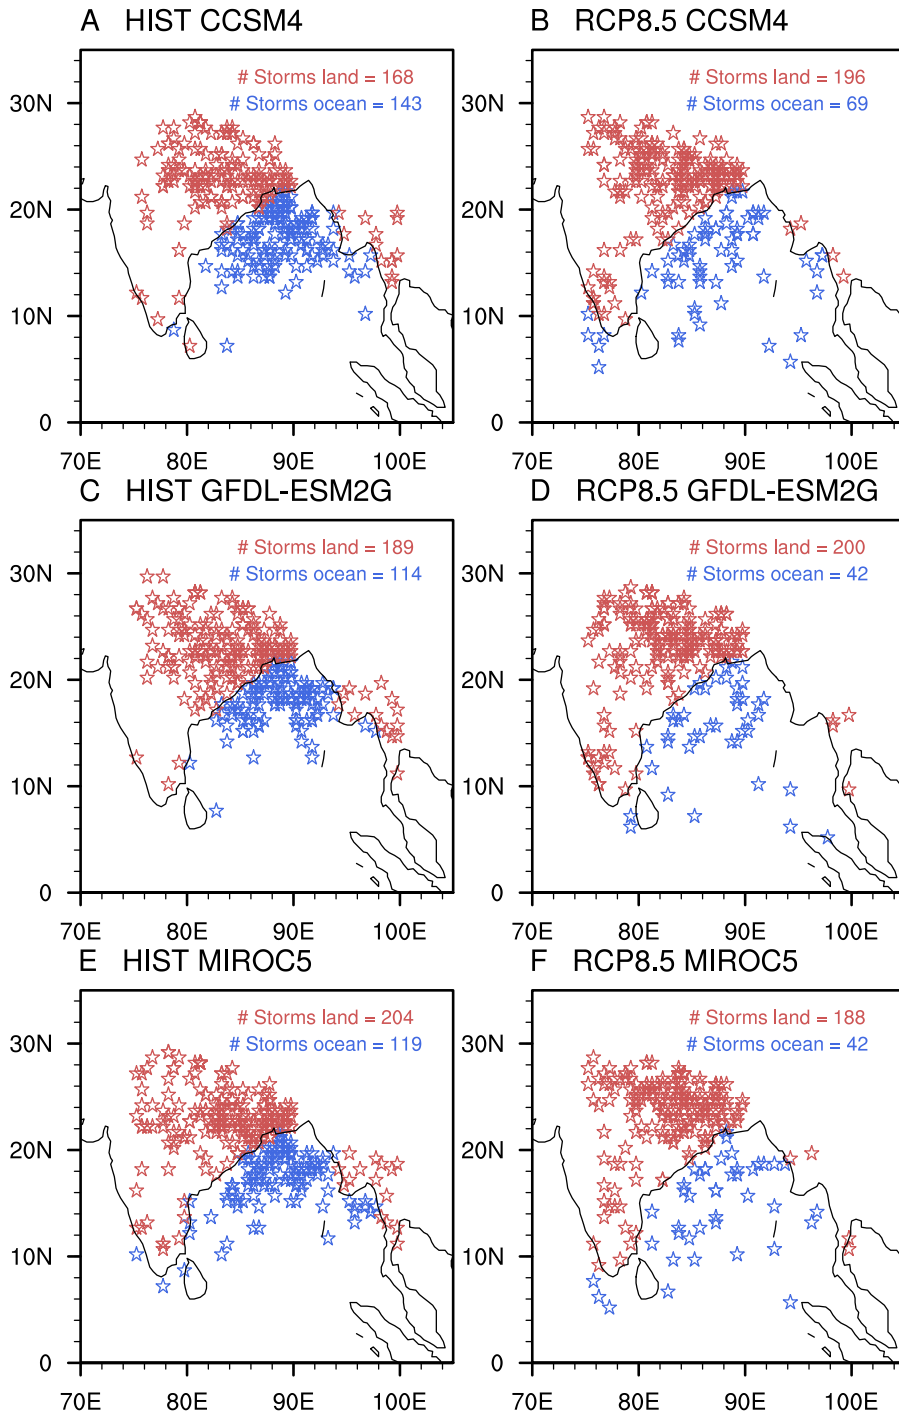 A HIST CCSM4
# Storms land = 168
# Storms ocean = 143
30N
20N
10N
0
70E 80E 90E 100E
B RCP8.5 CCSM4
# Storms land = 196
# Storms ocean = 69
30N
20N
10N
0
70E 80E 90E 100E
C HIST GFDL-ESM2G
# Storms land = 189
# Storms ocean = 114
30N
20N
10N
0
70E 80E 90E 100E
D RCP8.5 GFDL-ESM2G
# Storms land = 200
# Storms ocean = 42
30N
20N
10N
0
70E 80E 90E 100E
E HIST MIROC5
# Storms land = 204
# Storms ocean = 119
30N
20N
10N
0
70E 80E 90E 100E
F RCP8.5 MIROC5
# Storms land = 188
# Storms ocean = 42
30N
20N
10N
0
70E 80E 90E 100E